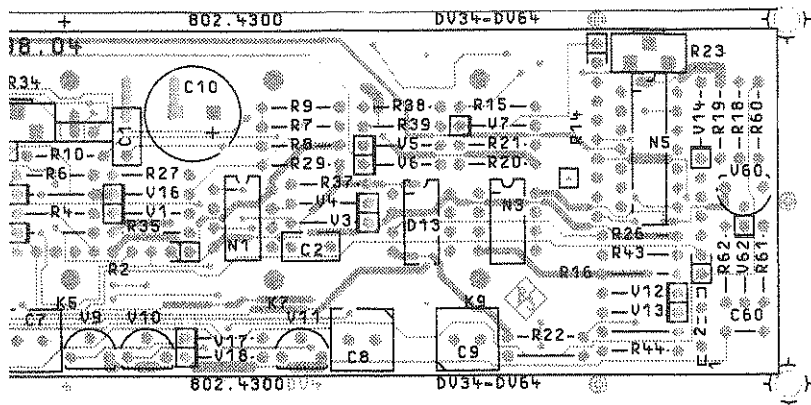 802.4300 DV34-DV64
08.04
R34 C10 R9 R38 R15 R23
C1 R7 R39 V7 R14 N5 V14 R19 R18 R60
R10 R8 V5 R21
R6 R27 R29 V6 R20
V16 R37 V60
R4 V1 V4 N3
R35 V3 D13 R26
N1 C2 R43 R62 V62 R61
R2 R16
K5 K7 K9 V12
C7 V9 V10 V11 V13 C60
V17 R22
V18 C8 C9 R44
802.4300 DV34-DV64